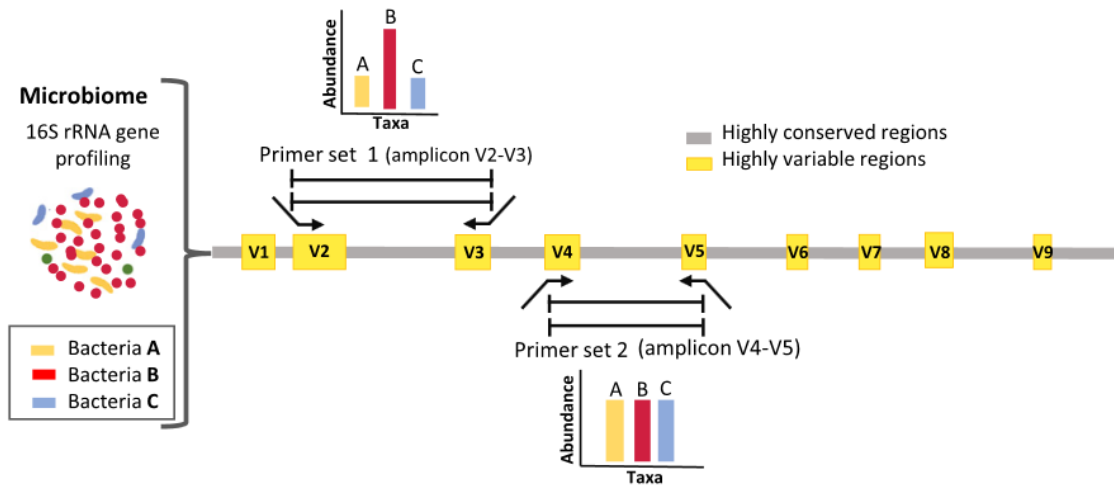 Microbiome
16S rRNA gene
profiling
Bacteria A
Bacteria B
Bacteria C
Abundance
A
B
C
Taxa
Primer set 1 (amplicon V2-V3)
Highly conserved regions
Highly variable regions
V1
V2
V3
V4
V5
V6
V7
V8
V9
Primer set 2 (amplicon V4-V5)
Abundance
A
B
C
Taxa